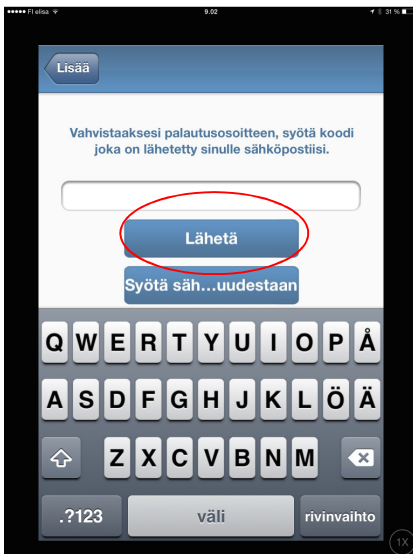 FI elisa 9.02 31 %
Lisää
Vahvistaaksesi palautusosoitteen, syötä koodi
joka on lähetetty sinulle sähköpostiisi.
Lähetä
Syötä säh...uudestaan
Q W E R T Y U I O P Å
A S D F G H J K L Ö Ä
Z X C V B N M
.?123 väli rivinvaihto
1X